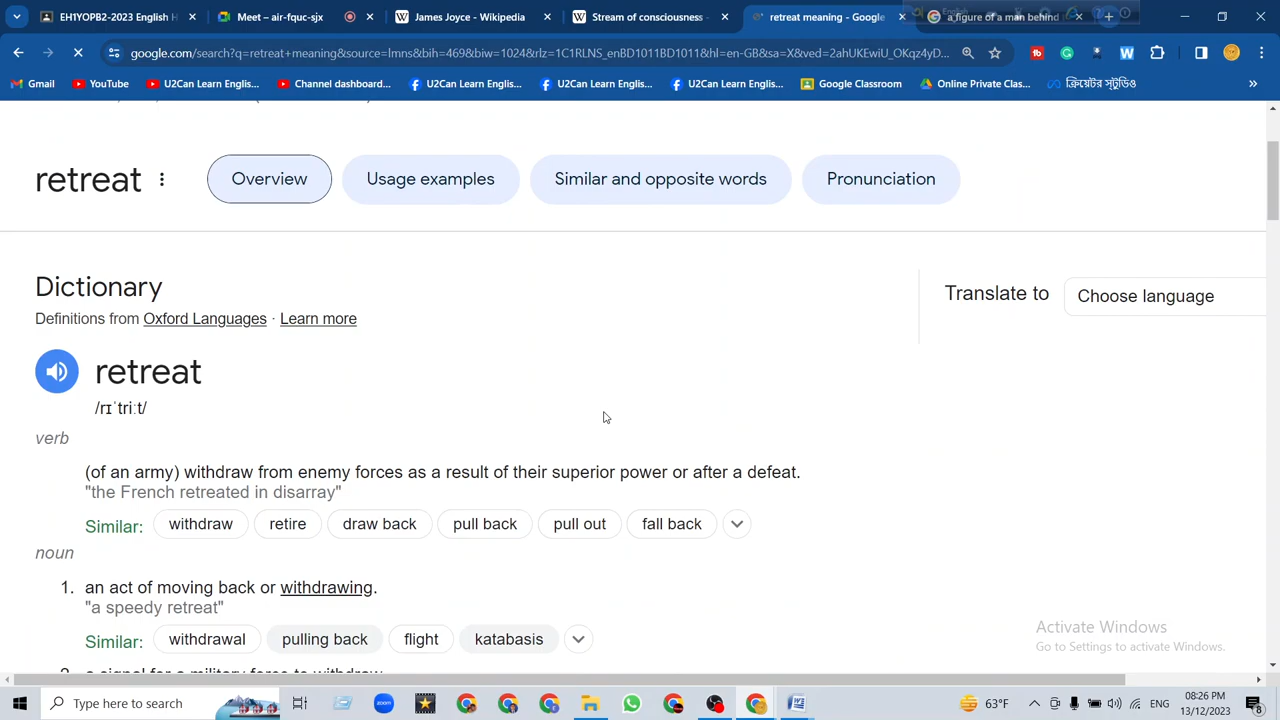 EH1YOPB2-2023 English H
Meet – air-fquc-sjx
James Joyce - Wikipedia
Stream of consciousness -
retreat meaning - Google
a figure of a man behind
google.com/search?q=retreat+meaning&source=lmns&bih=469&biw=1024&rlz=1C1RLNS_enBD1011BD1011&hl=en-GB&sa=X&ved=2ahUKEwiU_OKqz4yD...
Gmail
YouTube
U2Can Learn Englis...
Channel dashboard...
U2Can Learn Englis...
U2Can Learn Englis...
U2Can Learn Englis...
Google Classroom
Online Private Clas...
ক্রিয়েটর স্টুডিও
retreat
Overview
Usage examples
Similar and opposite words
Pronunciation
Dictionary
Definitions from Oxford Languages · Learn more
Translate to
Choose language
retreat
/rɪˈtriːt/
verb
(of an army) withdraw from enemy forces as a result of their superior power or after a defeat.
"the French retreated in disarray"
Similar: withdraw retire draw back pull back pull out fall back
noun
1. an act of moving back or withdrawing.
"a speedy retreat"
Similar: withdrawal pulling back flight katabasis
Activate Windows
Go to Settings to activate Windows.
Type here to search
zoom
63°F
ENG
08:26 PM
13/12/2023
8